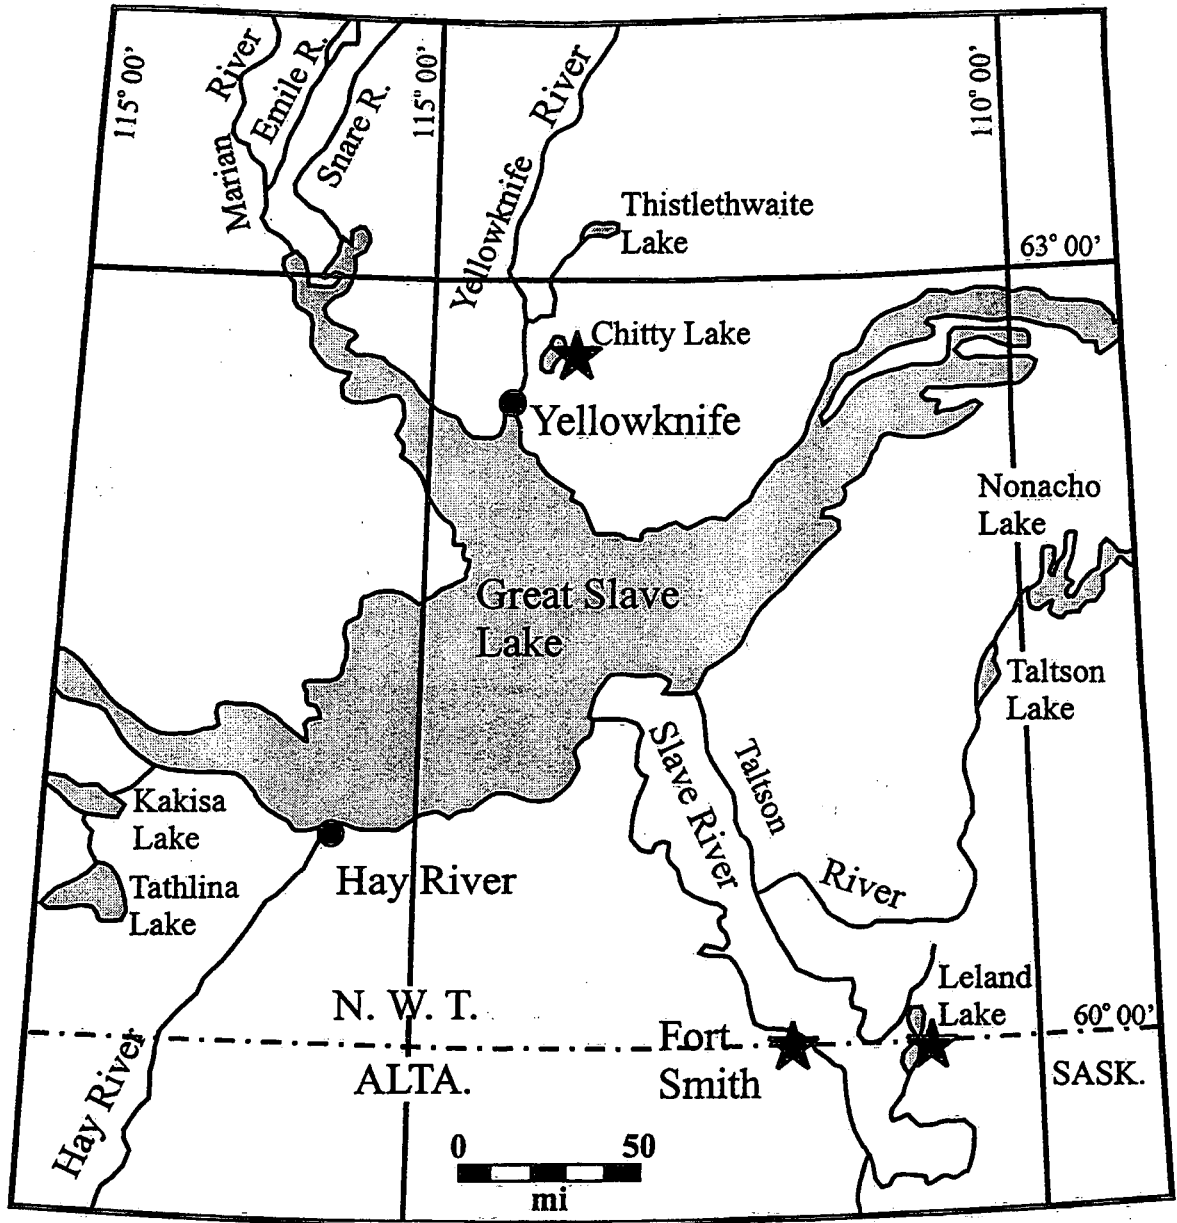 115° 00'
Marian River
Emile R.
Snare R.
115° 00'
Yellowknife River
110° 00'
Thistlethwaite
Lake
63° 00'
Chitty Lake
Yellowknife
Nonacho
Lake
Great Slave
Lake
Taltson
Lake
Slave River
Taltson River
Kakisa
Lake
Tathlina
Lake
Hay River
Leland
Lake
N. W. T.
60° 00'
Fort
Smith
ALTA.
SASK.
Hay River
0 50
mi